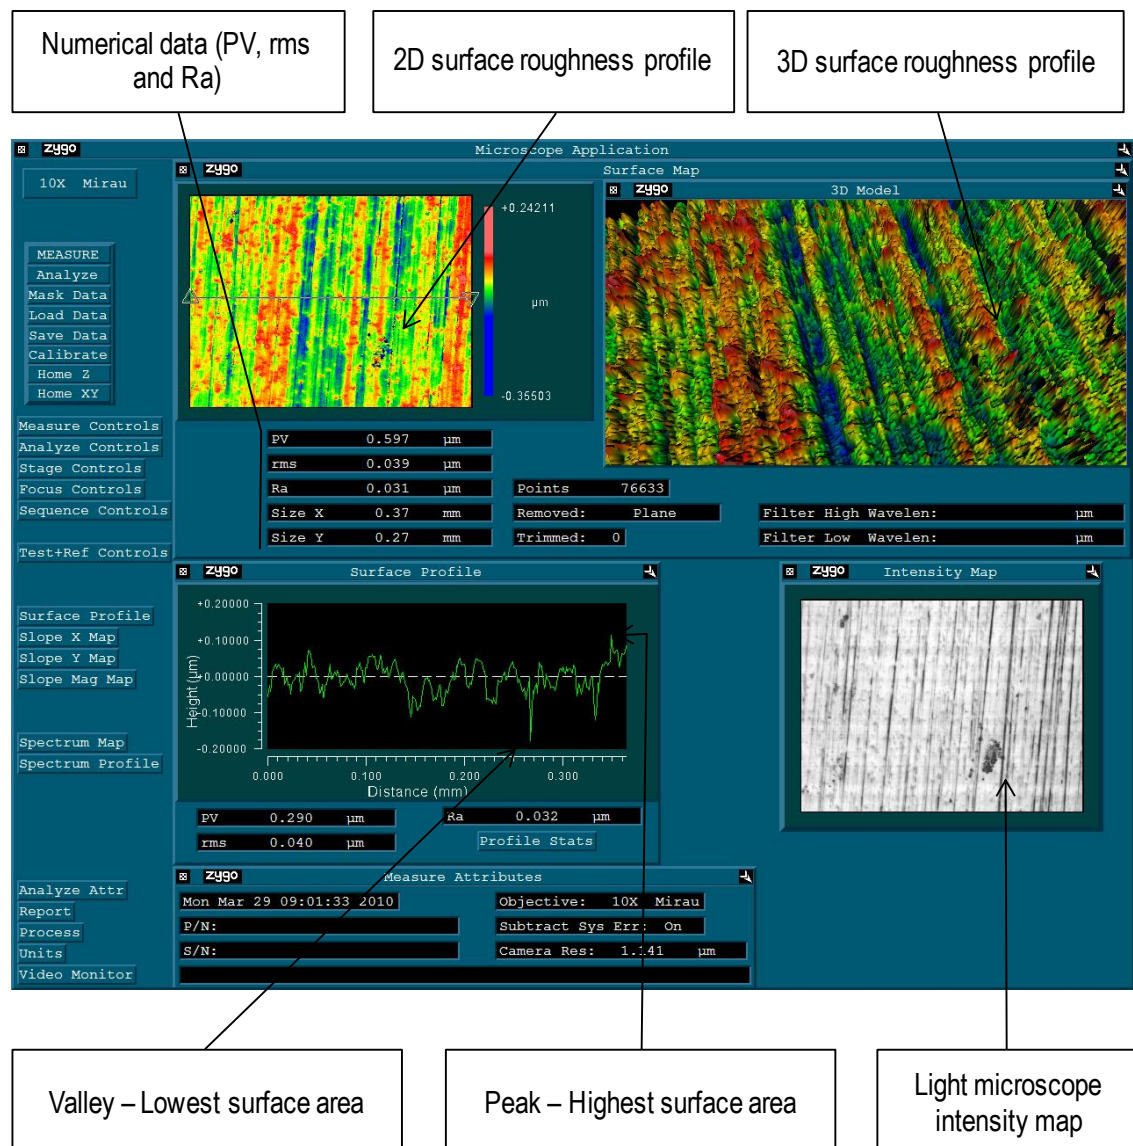 Numerical data (PV, rms
and Ra)
2D surface roughness profile
3D surface roughness profile
zygo
Microscope Application
10X Mirau
zygo
Surface Map
+0.24211
µm
-0.35503
zygo
3D Model
MEASURE
Analyze
Mask Data
Load Data
Save Data
Calibrate
Home Z
Home XY
Measure Controls
Analyze Controls
Stage Controls
Focus Controls
Sequence Controls
Test+Ref Controls
PV 0.597 µm
rms 0.039 µm
Ra 0.031 µm
Size X 0.37 mm
Size Y 0.27 mm
Points 76633
Removed: Plane
Trimmed: 0
Filter High Wavelen: µm
Filter Low Wavelen: µm
Surface Profile
Slope X Map
Slope Y Map
Slope Mag Map
Spectrum Map
Spectrum Profile
zygo
Surface Profile
+0.20000
+0.10000
+0.00000
-0.10000
-0.20000
Height (µm)
0.000 0.100 0.200 0.300
Distance (mm)
PV 0.290 µm
rms 0.040 µm
Ra 0.032 µm
Profile Stats
zygo
Intensity Map
Analyze Attr
Report
Process
Units
Video Monitor
zygo
Measure Attributes
Mon Mar 29 09:01:33 2010
P/N:
S/N:
Objective: 10X Mirau
Subtract Sys Err: On
Camera Res: 1.141 µm
Valley – Lowest surface area
Peak – Highest surface area
Light microscope
intensity map